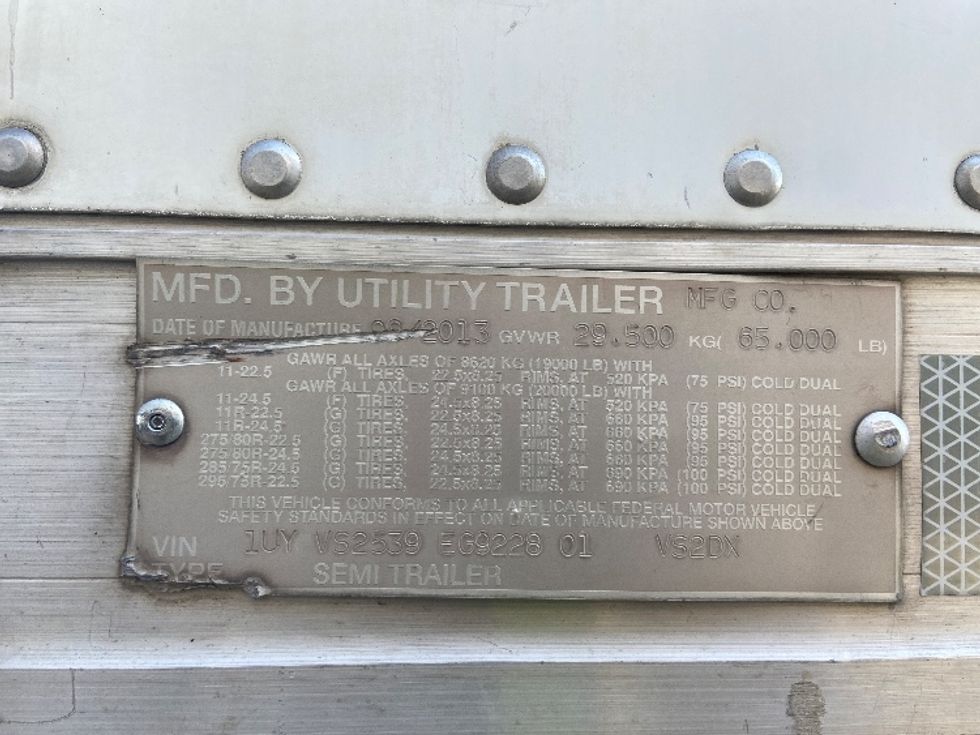 MFD. BY UTILITY TRAILER MFG CO.
DATE OF MANUFACTURE /2013 GVWR 29.500 KG( 65.000 LB)
GAWR ALL AXLES OF 8620 KG (19000 LB) WITH
11-22.5 (F) TIRES, 22.5x8.25 RIMS, AT 520 KPA (75 PSI) COLD DUAL
GAWR ALL AXLES OF 9100 KG (20000 LB) WITH
11-24.5 (F) TIRES, 24.5x8.25 RIMS, AT 520 KPA (75 PSI) COLD DUAL
11R-22.5 (G) TIRES, 22.5x8.25 RIMS, AT 660 KPA (95 PSI) COLD DUAL
11R-24.5 TIRES, 24.5x8.25 RIMS, AT 660 KPA (95 PSI) COLD DUAL
275/80R-22.5 (G) TIRES, 22.5x8.25 RIMS, AT 660 KPA (95 PSI) COLD DUAL
275/80R-24.5 TIRES, 24.5x8.25 RIMS, AT 660 KPA (95 PSI) COLD DUAL
285/75R-24.5 (G) TIRES, 24.5x8.25 RIMS, AT 690 KPA (100 PSI) COLD DUAL
295/75R-22.5 TIRES, 22.5x8.25 RIMS, AT 690 KPA (100 PSI) COLD DUAL
THIS VEHICLE CONFORMS TO ALL APPLICABLE FEDERAL MOTOR VEHICLE
SAFETY STANDARDS IN EFFECT ON DATE OF MANUFACTURE SHOWN ABOVE
VIN 1UY VS2539 EG9228 01 VS2DX
TYPE SEMI TRAILER